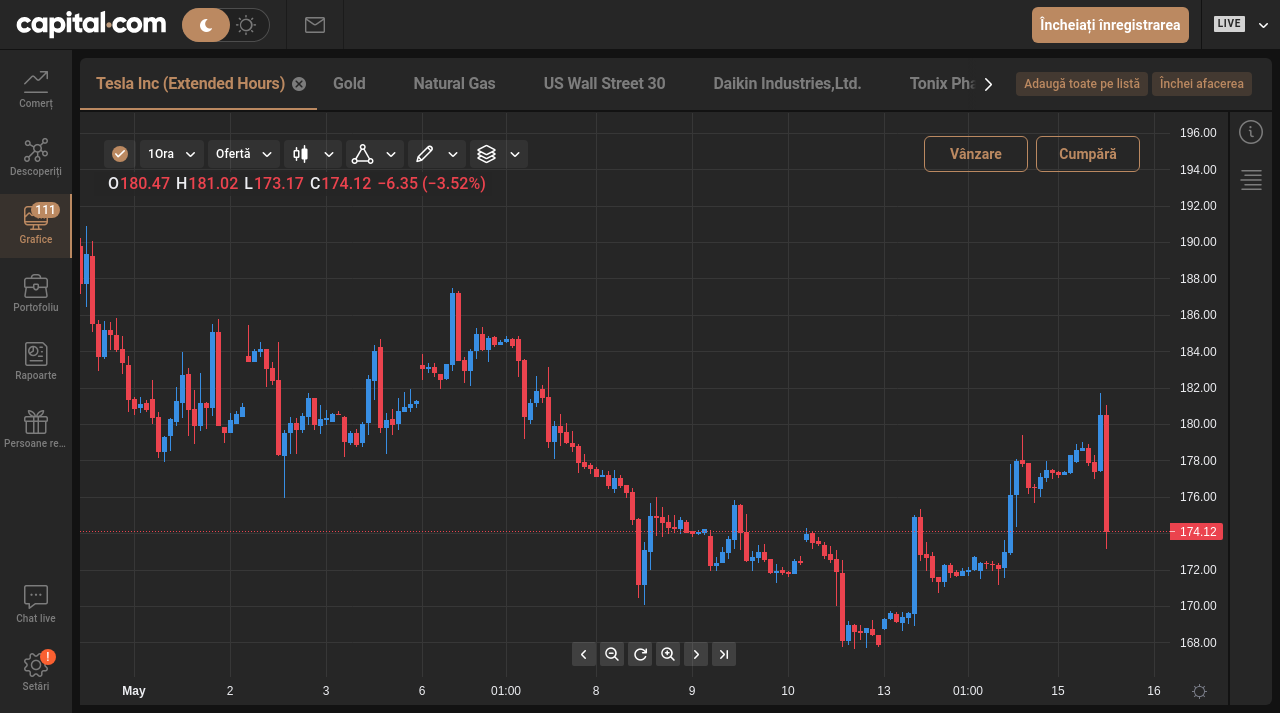 capital.com
Încheiați înregistrarea
LIVE
Comerț
Descoperiți
111
Grafice
Portofoliu
Rapoarte
Persoane re...
Chat live
!
Setări
Tesla Inc (Extended Hours)
Gold
Natural Gas
US Wall Street 30
Daikin Industries,Ltd.
Tonix Pha
Adaugă toate pe listă
Închei afacerea
1Ora
Ofertă
Vânzare
Cumpără
O180.47 H181.02 L173.17 C174.12 −6.35 (−3.52%)
196.00
194.00
192.00
190.00
188.00
186.00
184.00
182.00
180.00
178.00
176.00
174.12
172.00
170.00
168.00
May 2 3 6 01:00 8 9 10 13 01:00 15 16